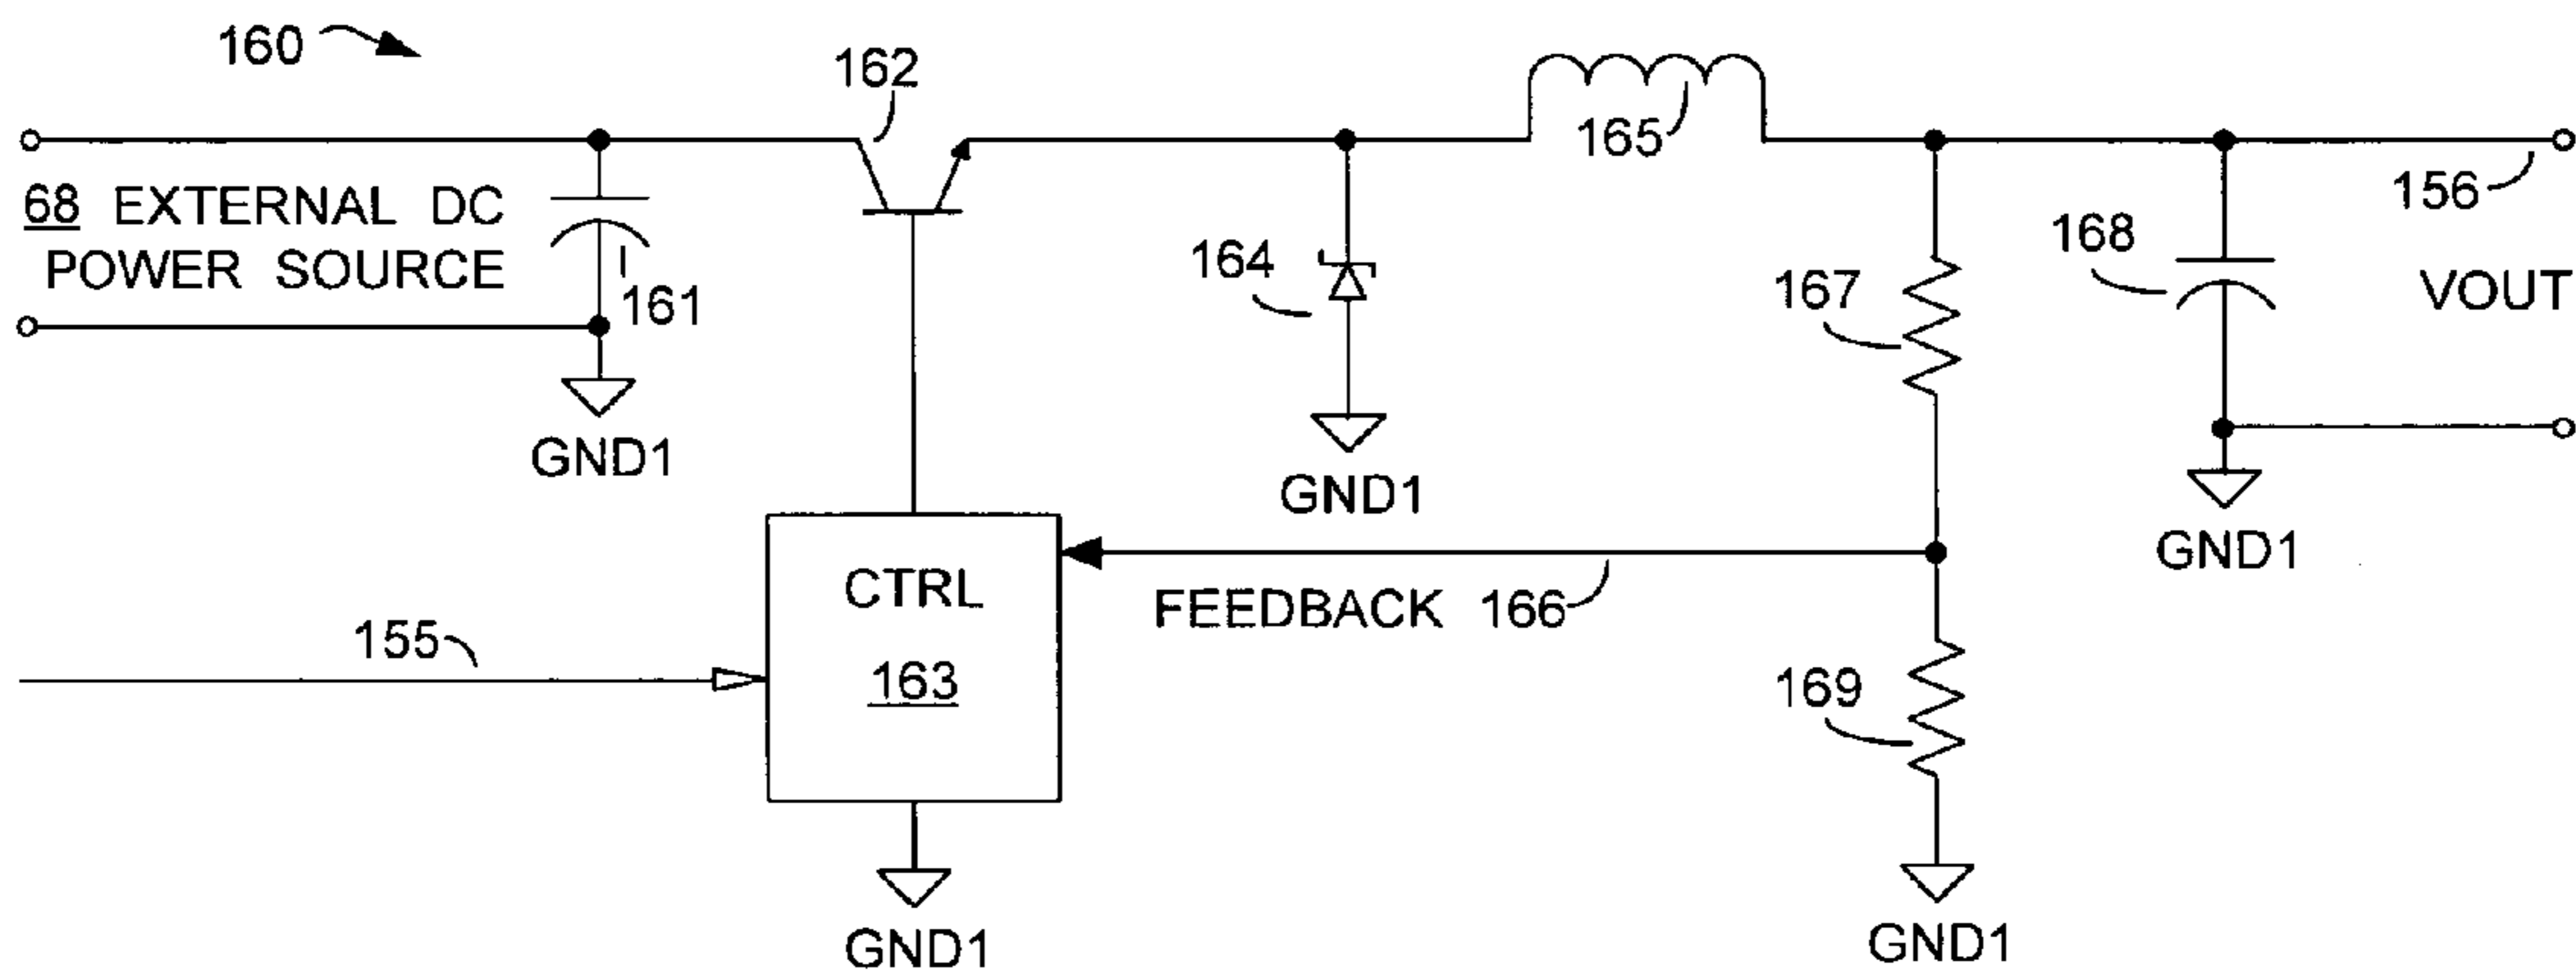 160
162
165
156
68 EXTERNAL DC
POWER SOURCE
161
164
167
168
VOUT
GND1
GND1
GND1
CTRL
163
FEEDBACK 166
155
169
GND1
GND1